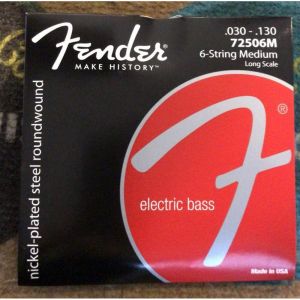 Fender
MAKE HISTORY™
.030 - .130
72506M
6-String Medium
Long Scale
nickel-plated steel roundwound
F®
electric bass
Made in USA